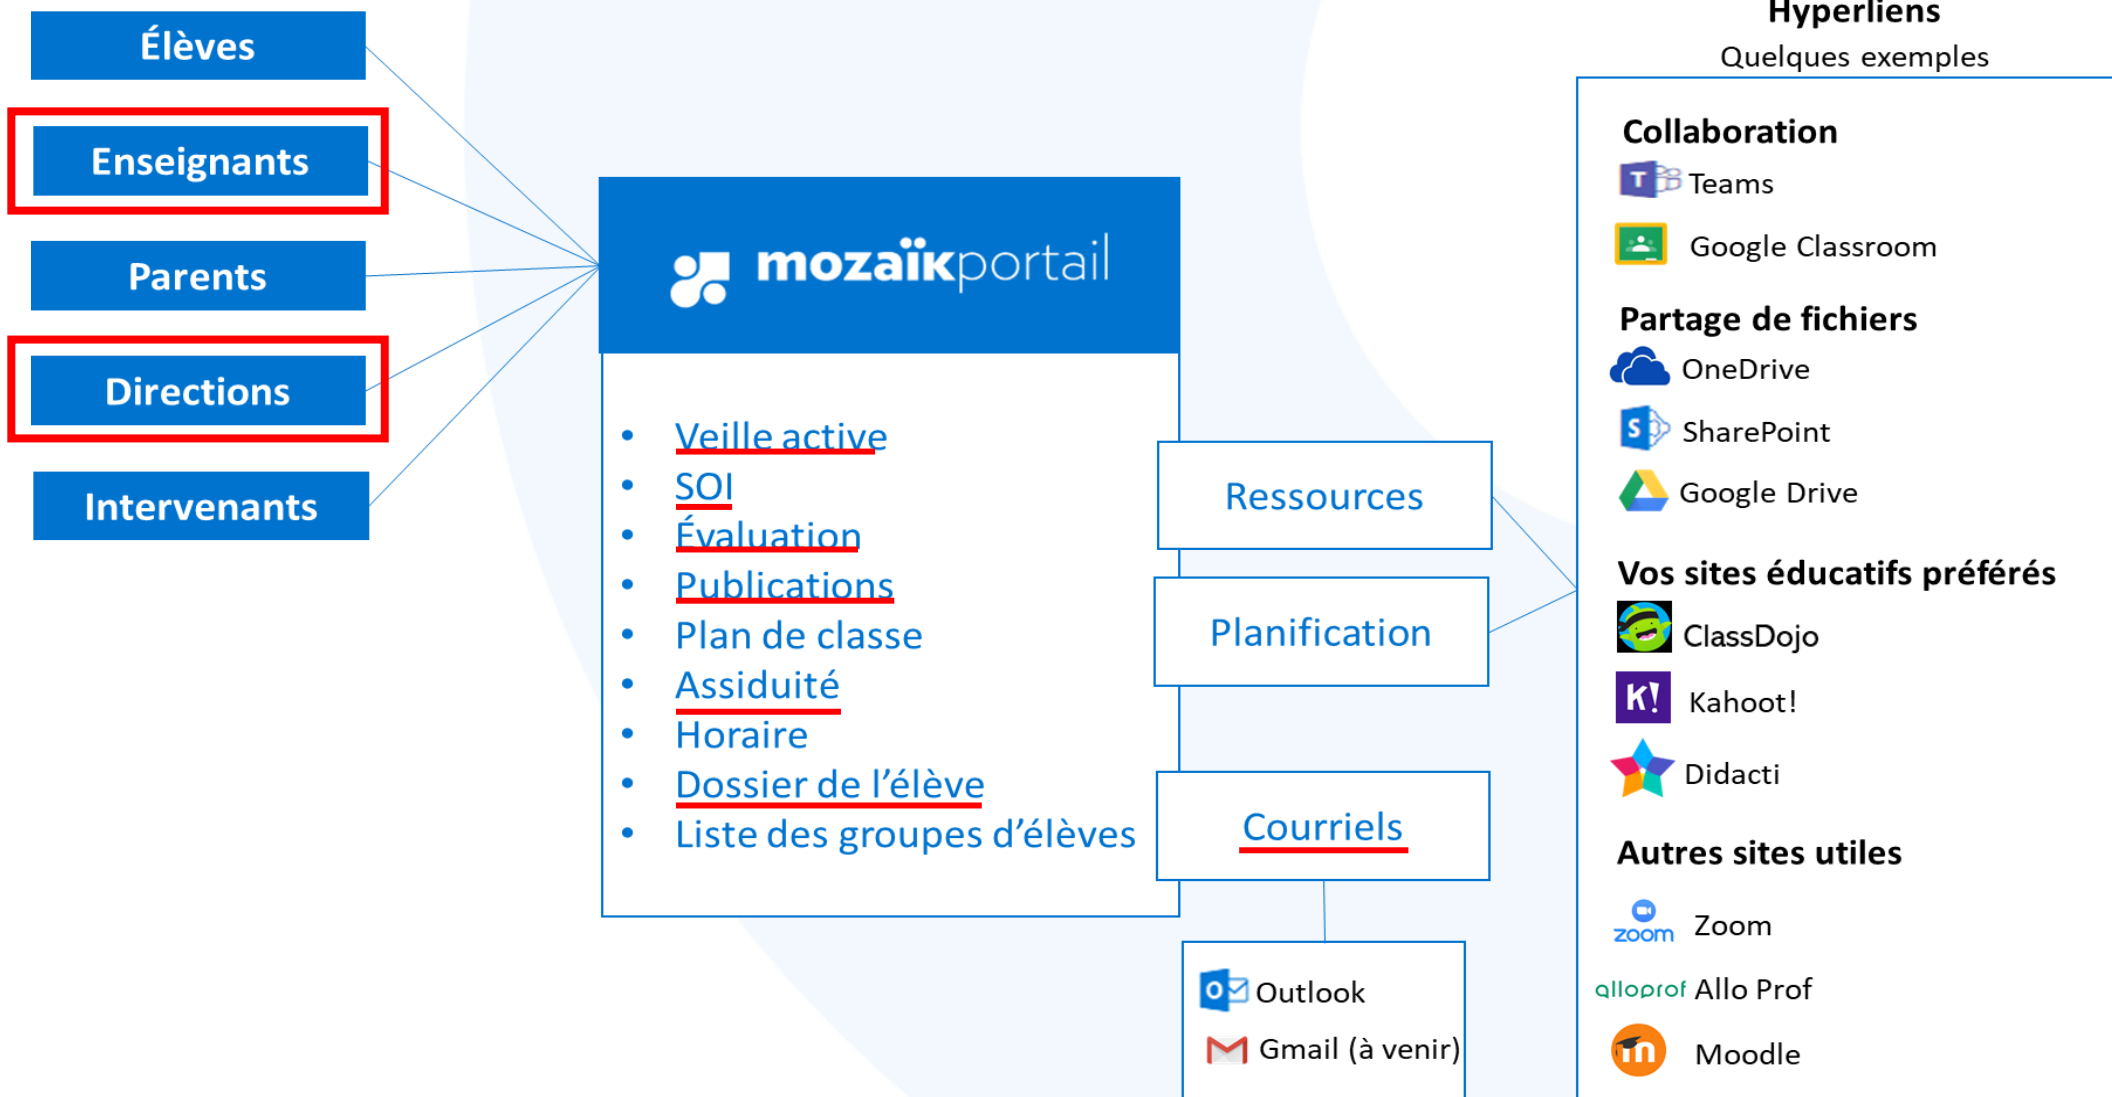 Élèves
Enseignants
Parents
Directions
Intervenants
mozaïkportail
• Veille active
• SOI
• Évaluation
• Publications
• Plan de classe
• Assiduité
• Horaire
• Dossier de l'élève
• Liste des groupes d'élèves
Ressources
Planification
Courriels
Outlook
Gmail (à venir)
Hyperliens
Quelques exemples
Collaboration
Teams
Google Classroom
Partage de fichiers
OneDrive
SharePoint
Google Drive
Vos sites éducatifs préférés
ClassDojo
K! Kahoot!
Didacti
Autres sites utiles
zoom Zoom
alloprof Allo Prof
Moodle